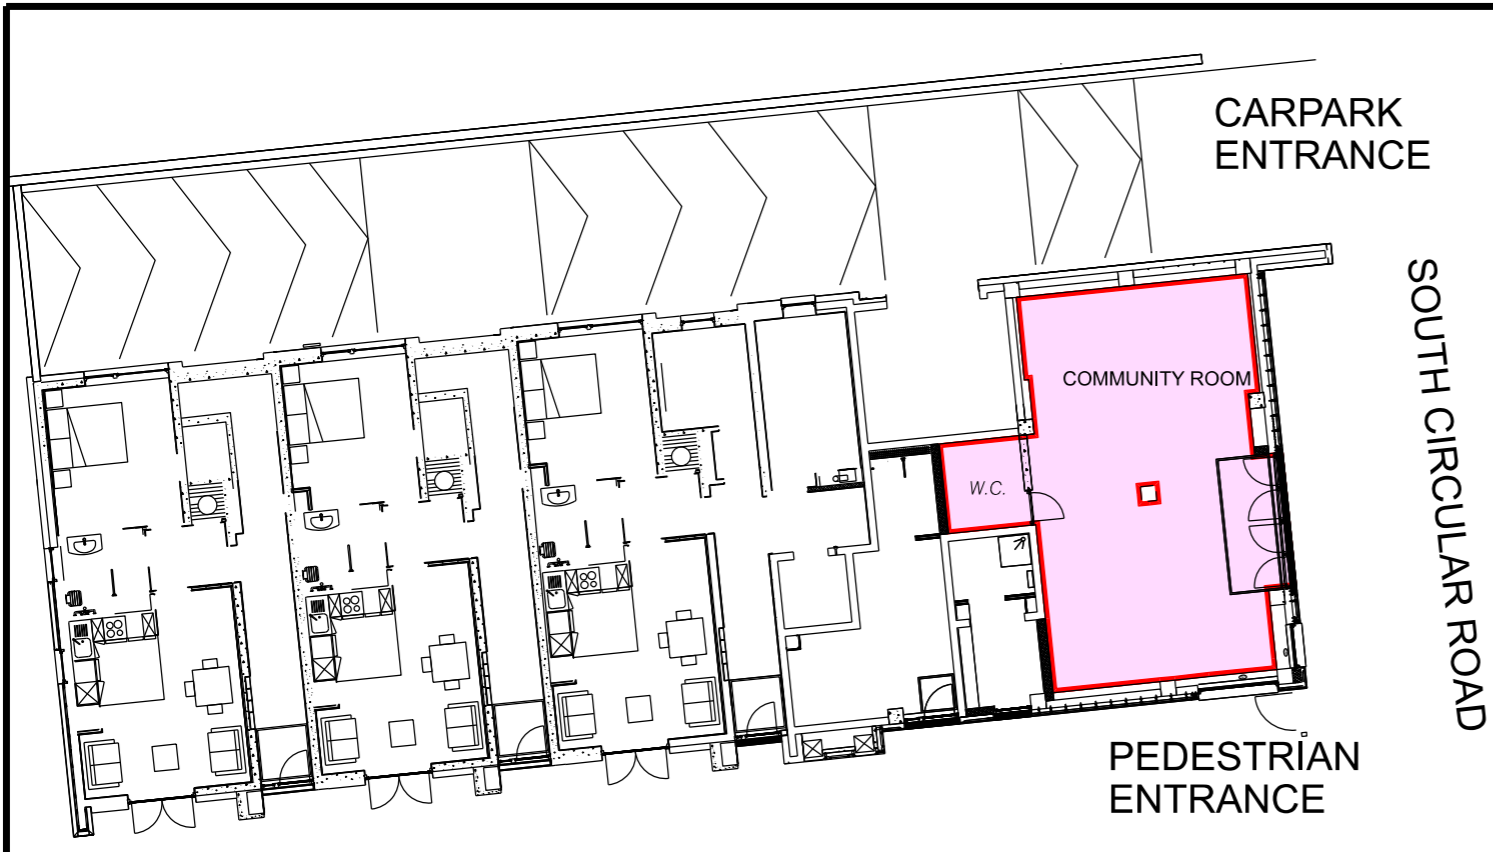 CARPARK
ENTRANCE
SOUTH CIRCULAR ROAD
COMMUNITY ROOM
W.C.
PEDESTRIAN
ENTRANCE